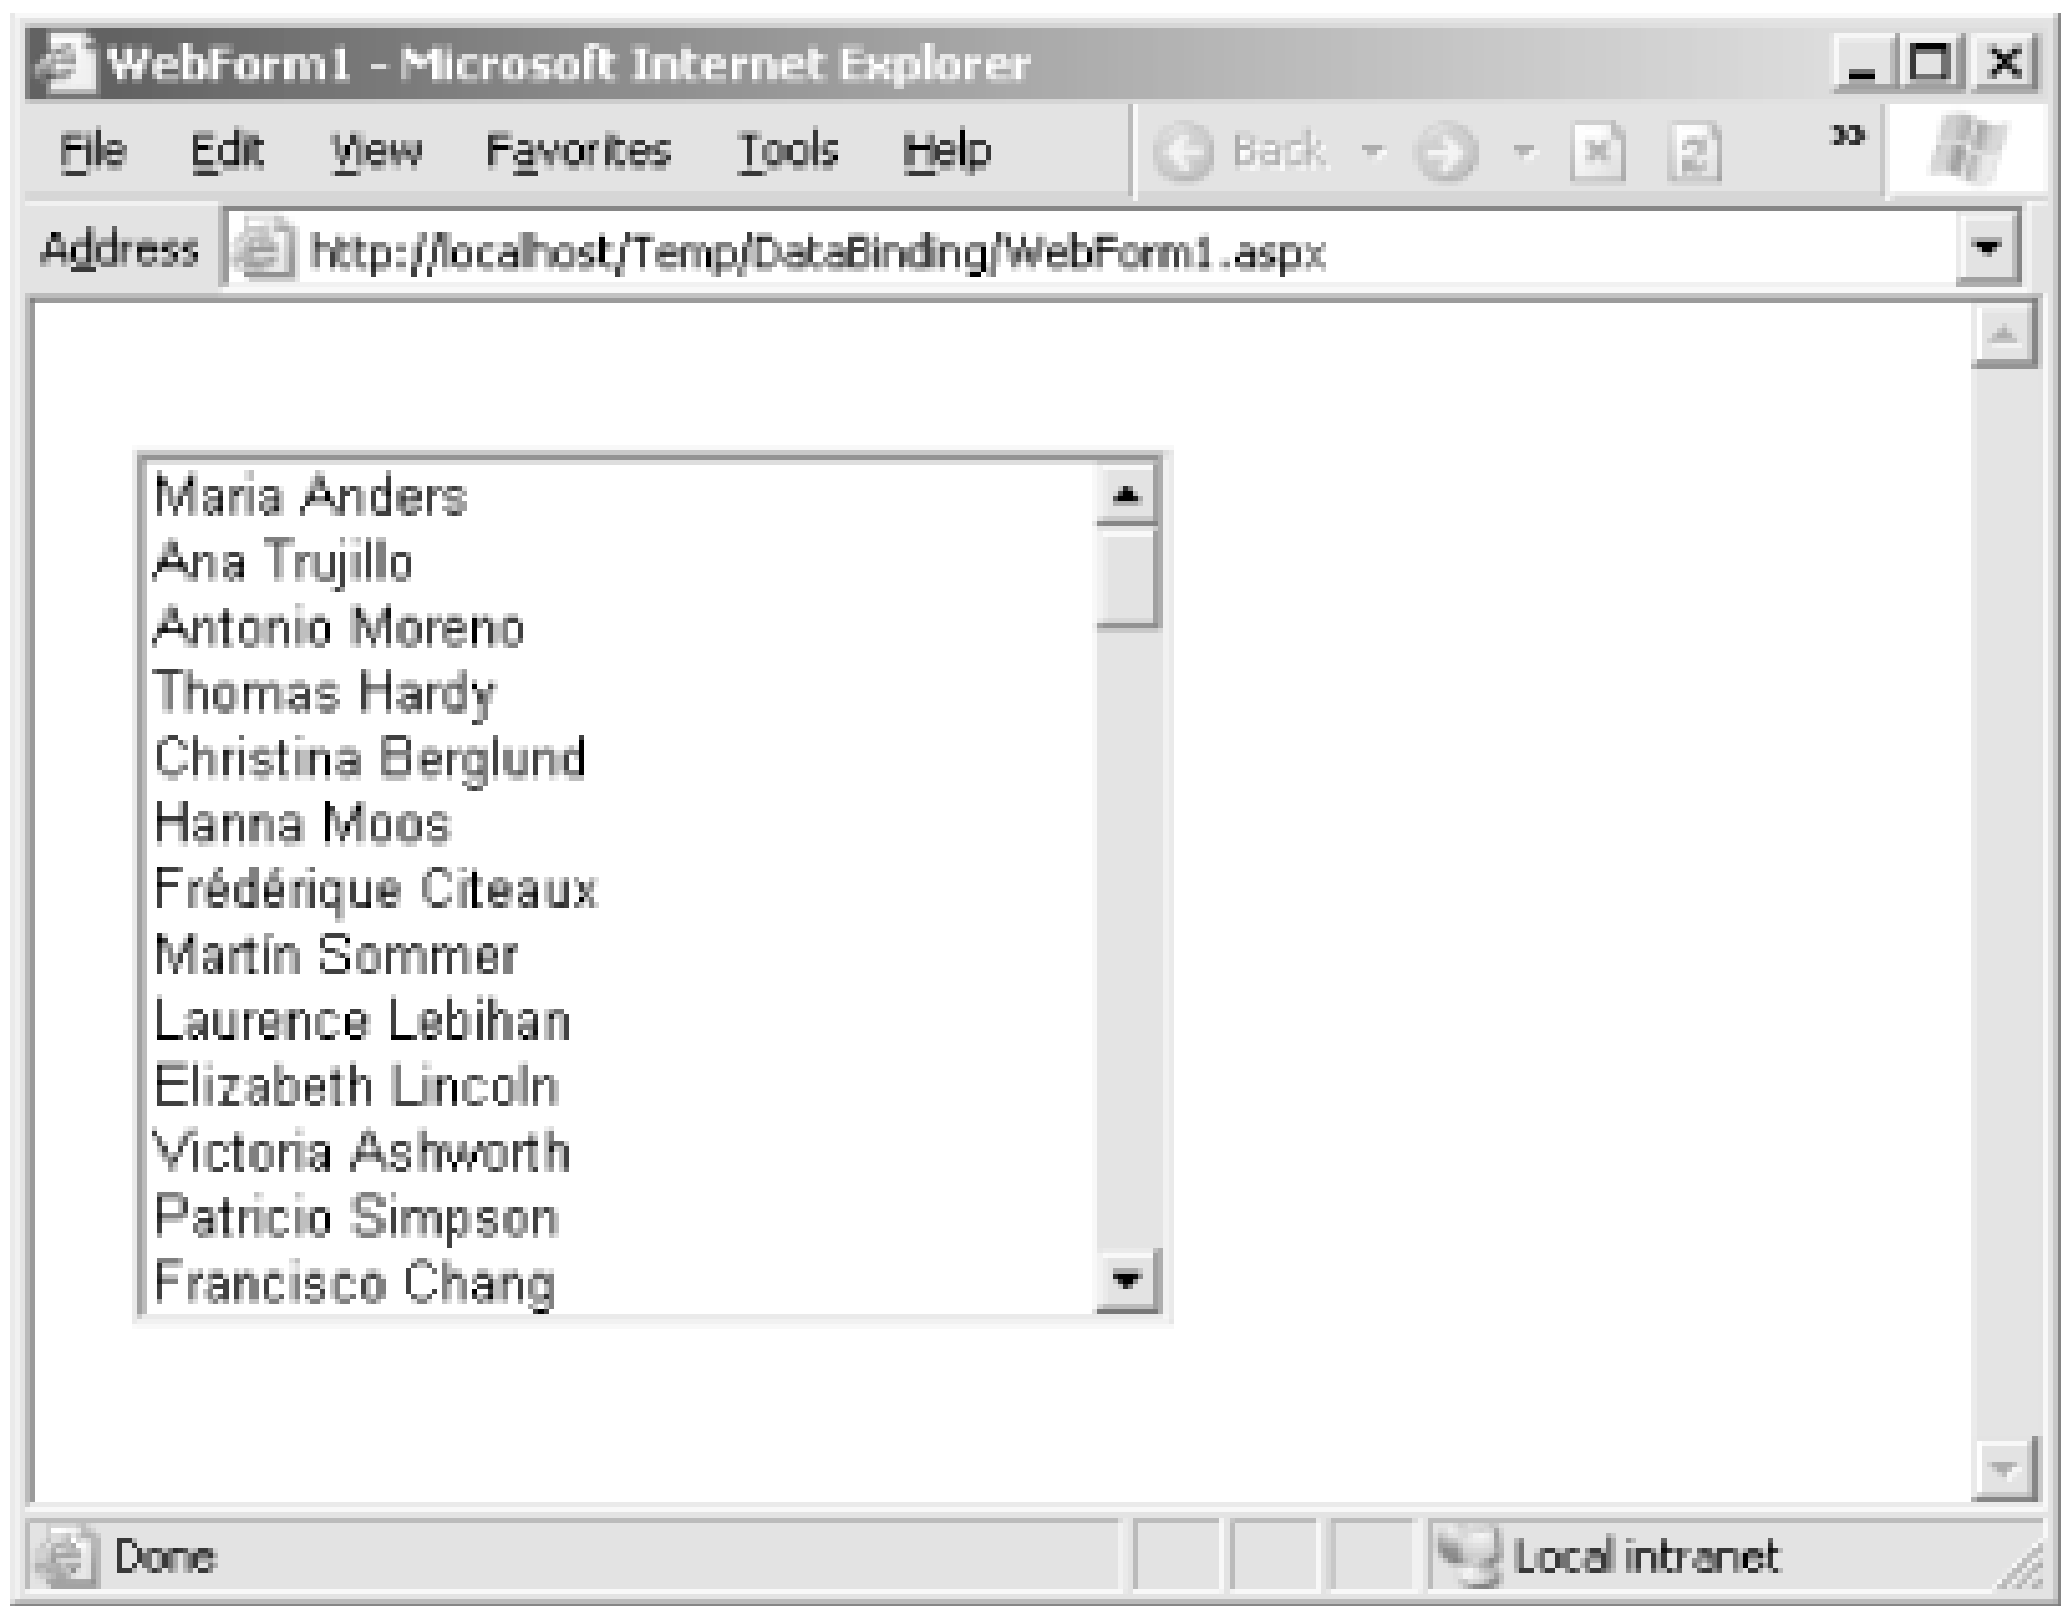 WebForm1 - Microsoft Internet Explorer
File Edit View Favorites Tools Help Back »
Address http://localhost/Temp/DataBinding/WebForm1.aspx
Maria Anders
Ana Trujillo
Antonio Moreno
Thomas Hardy
Christina Berglund
Hanna Moos
Frédérique Citeaux
Martín Sommer
Laurence Lebihan
Elizabeth Lincoln
Victoria Ashworth
Patricio Simpson
Francisco Chang
Done Local intranet